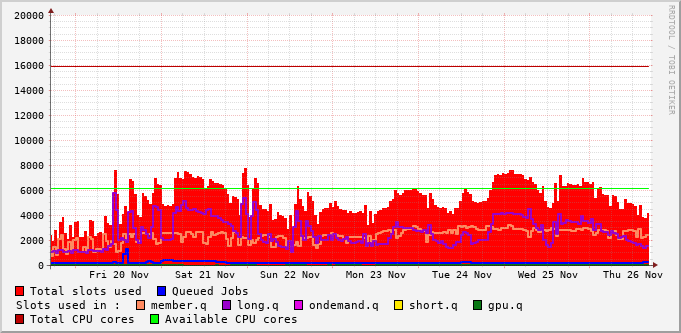 20000
18000
16000
14000
12000
10000
8000
6000
4000
2000
0
Fri 20 Nov Sat 21 Nov Sun 22 Nov Mon 23 Nov Tue 24 Nov Wed 25 Nov Thu 26 Nov
RRDTOOL / TOBI OETIKER
Total slots used Queued Jobs
Slots used in : member.q long.q ondemand.q short.q gpu.q
Total CPU cores Available CPU cores